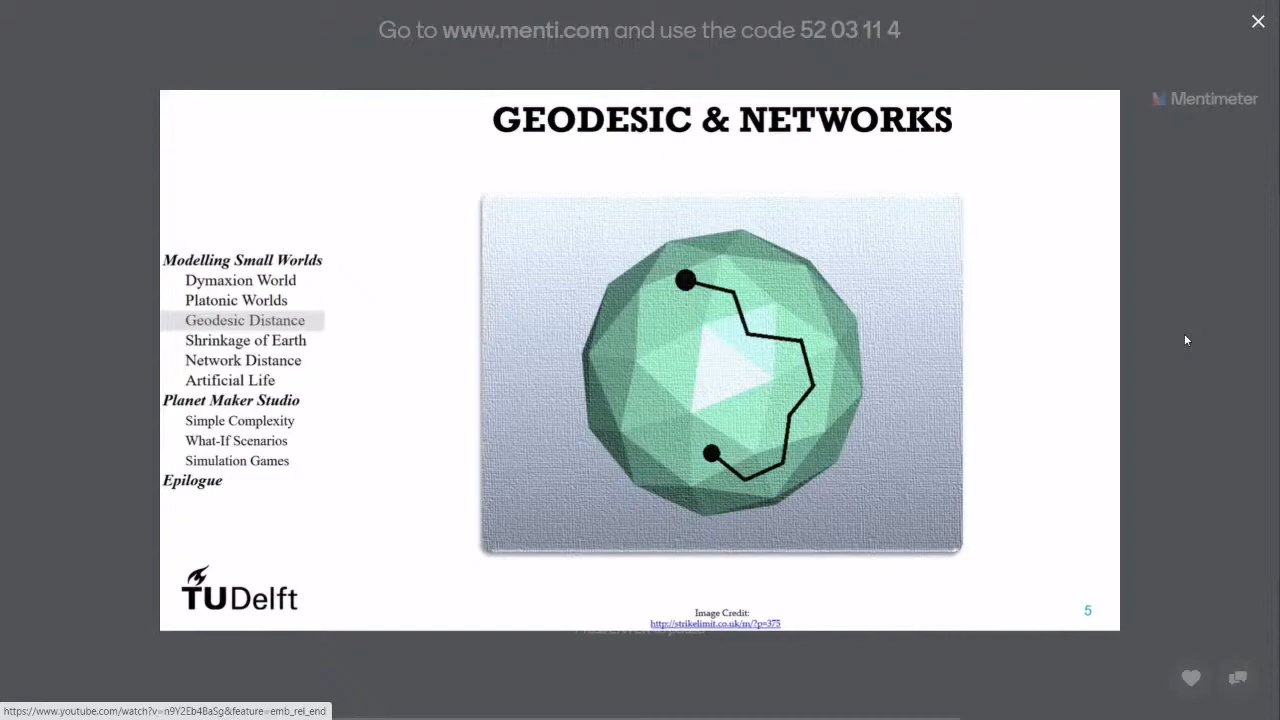 Go to www.menti.com and use the code 52 03 11 4
Mentimeter
GEODESIC & NETWORKS
Modelling Small Worlds
Dymaxion World
Platonic Worlds
Geodesic Distance
Shrinkage of Earth
Network Distance
Artificial Life
Planet Maker Studio
Simple Complexity
What-If Scenarios
Simulation Games
Epilogue
TUDelft
Image Credit:
http://strikelimit.co.uk/m/?p=375
5
https://www.youtube.com/watch?v=n9Y2Eb4BaSg&feature=emb_rel_end